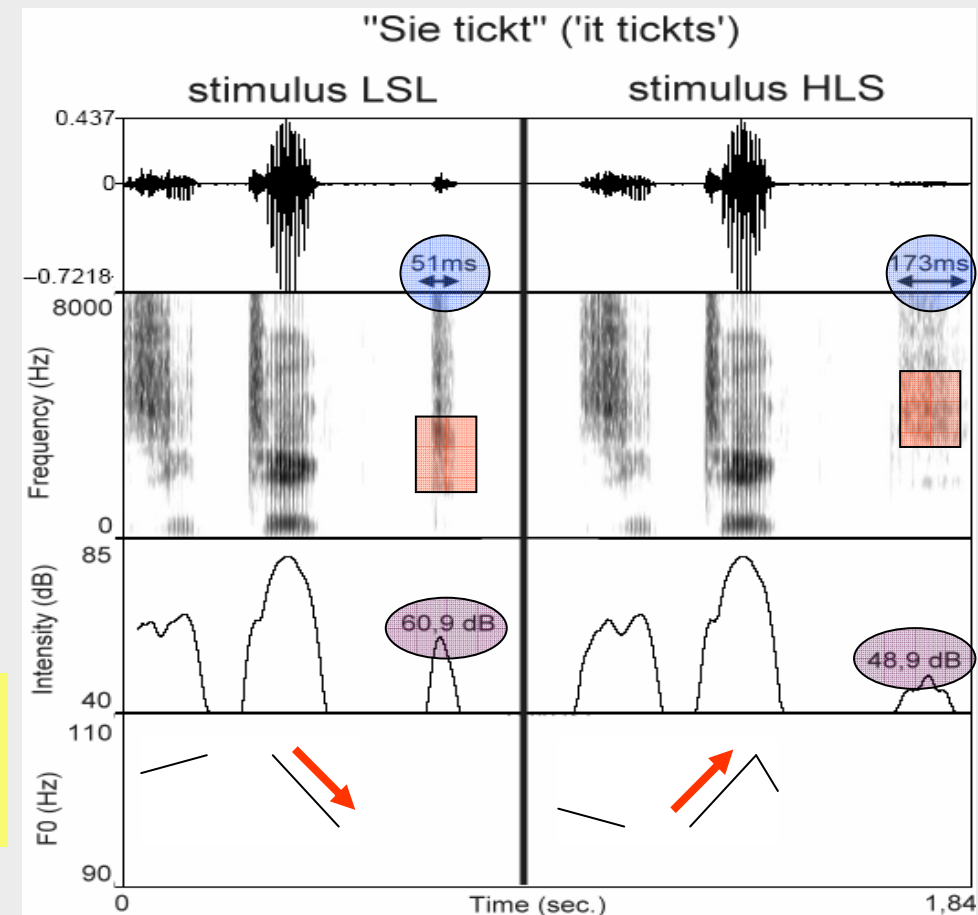 "Sie tickt" ('it tickts')
stimulus LSL
stimulus HLS
0.437
0
−0.7218
51ms
173ms
8000
Frequency (Hz)
0
85
Intensity (dB)
60,9 dB
48,9 dB
40
110
F0 (Hz)
90
0
Time (sec.)
1,84